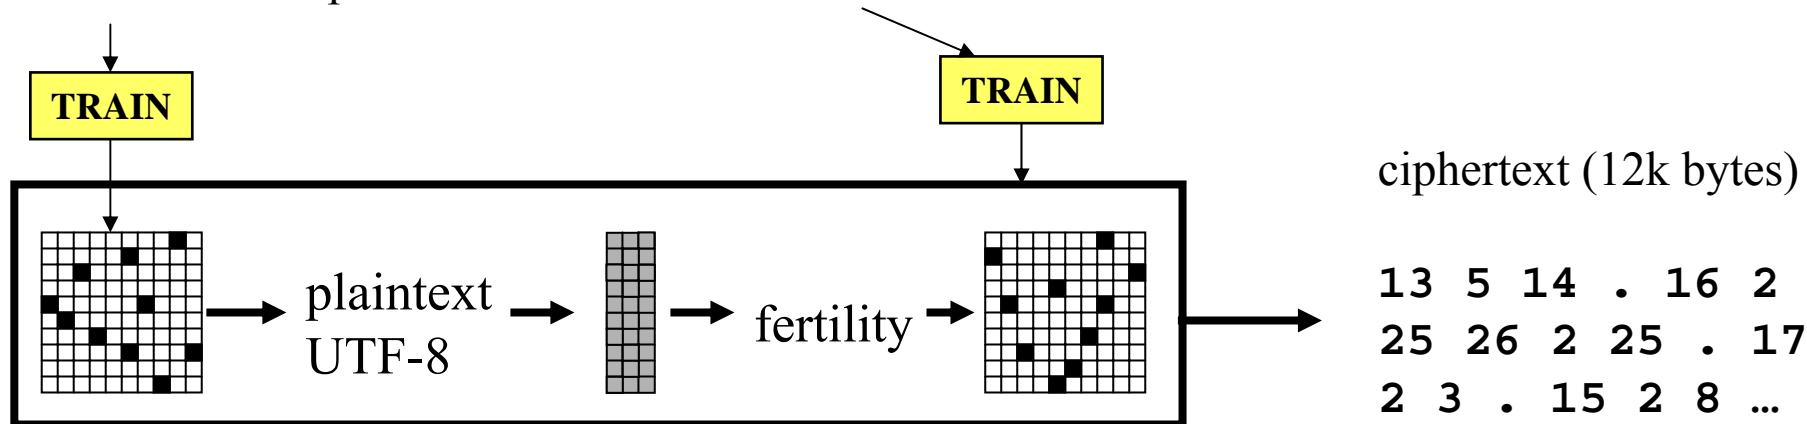 TRAIN
TRAIN
plaintext
UTF-8
fertility
ciphertext (12k bytes)
13 5 14 . 16 2
25 26 2 25 . 17
2 3 . 15 2 8 …